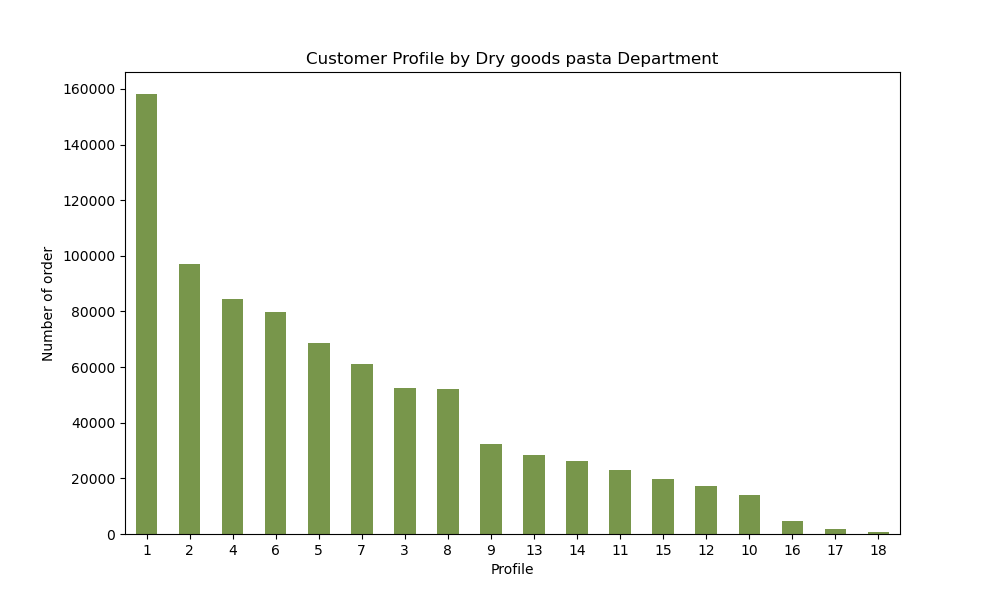 Customer Profile by Dry goods pasta Department
Number of order
160000
140000
120000
100000
80000
60000
40000
20000
0
1 2 4 6 5 7 3 8 9 13 14 11 15 12 10 16 17 18
Profile